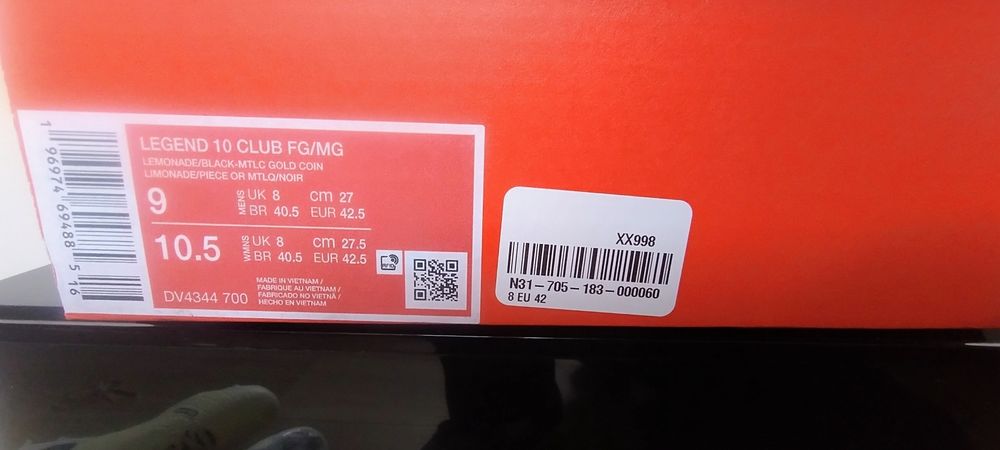 1 96974 69488 5 16
LEGEND 10 CLUB FG/MG
LEMONADE/BLACK-MTLC GOLD COIN
LIMONADE/PIECE OR MTLQ/NOIR
9 MENS UK 8 cm 27
BR 40.5 EUR 42.5
10.5 WMNS UK 8 cm 27.5
BR 40.5 EUR 42.5
MADE IN VIETNAM /
FABRIQUE AU VIETNAM /
FABRICADO NO VIETNÃ /
HECHO EN VIETNAM
DV4344 700
XX998
N31-705-183-000060
8 EU 42